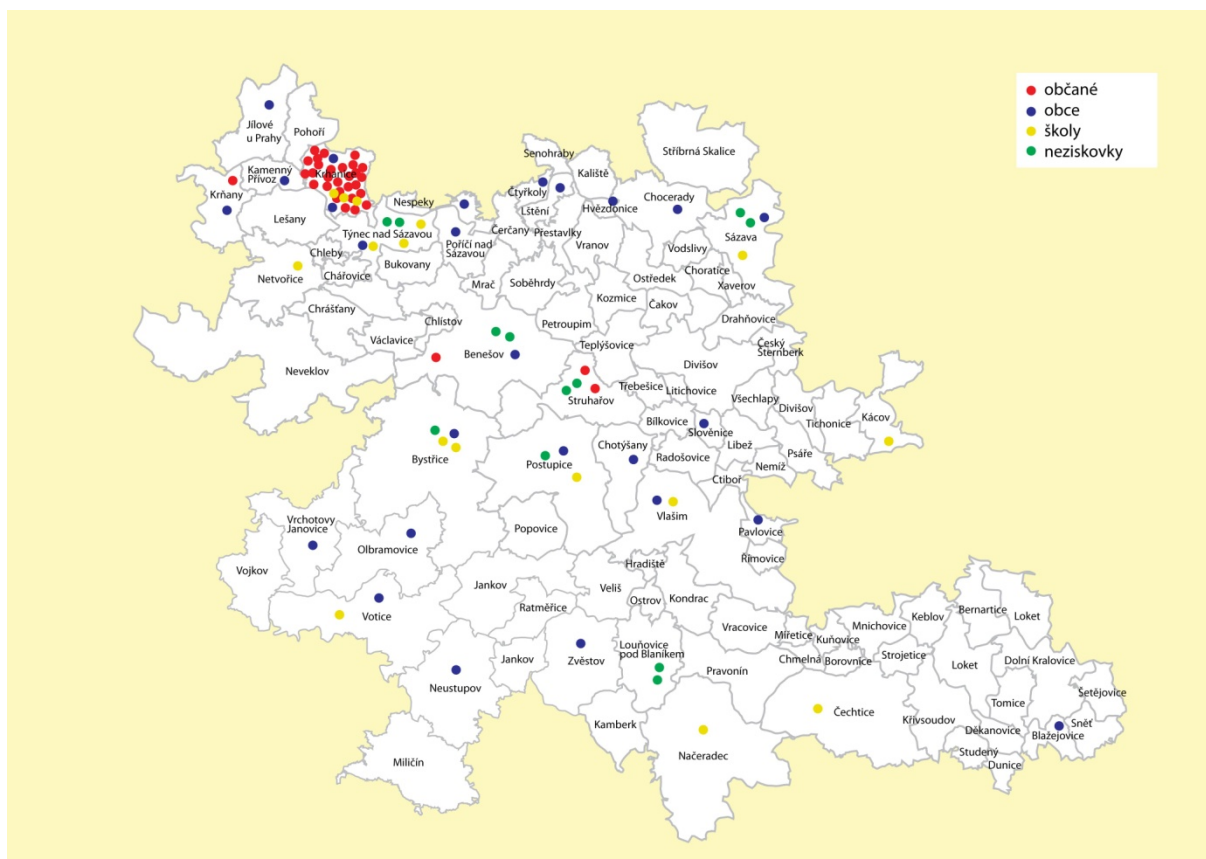 občané
obce
školy
neziskovky
Jílové
u Prahy
Pohoří
Kamenný
Přívoz
Krhanice
Krňany
Lešany
Nespeky
Týnec nad Sázavou
Poříčí nad
Sázavou
Chleby
Chářovice
Bukovany
Netvořice
Mrač
Senohraby
Čtyřkoly
Lštění
Čerčany
Přestavlky
Kaliště
Hvězdonice
Vranov
Chocerady
Stříbrná Skalice
Sázava
Vodslivy
Choratice
Xaverov
Ostředek
Soběhrdy
Kozmice
Čakov
Drahňovice
Chrášťany
Chlístov
Václavice
Benešov
Petroupim
Teplýšovice
Český
Šternberk
Neveklov
Divišov
Struhařov
Třebešice
Litichovice
Všechlapy
Divišov
Tichonice
Kácov
Bílkovice
Slověnice
Libež
Psáře
Bystřice
Postupice
Chotýšany
Radošovice
Nemíž
Ctiboř
Vlašim
Popovice
Pavlovice
Římovice
Vrchotovy
Janovice
Olbramovice
Vojkov
Votice
Jankov
Ratměřice
Veliš
Hradiště
Ostrov
Kondrac
Vracovice
Miřetice
Kuňovice
Mnichovice
Keblov
Bernartice
Loket
Jankov
Zvěstov
Louňovice
pod Blaníkem
Pravonín
Chmelná
Borovnice
Strojetice
Loket
Dolní Kralovice
Neustupov
Šetějovice
Tomice
Kamberk
Čechtice
Křivsoudov
Děkanovice
Sněť
Blažejovice
Miličín
Načeradec
Studený
Dunice